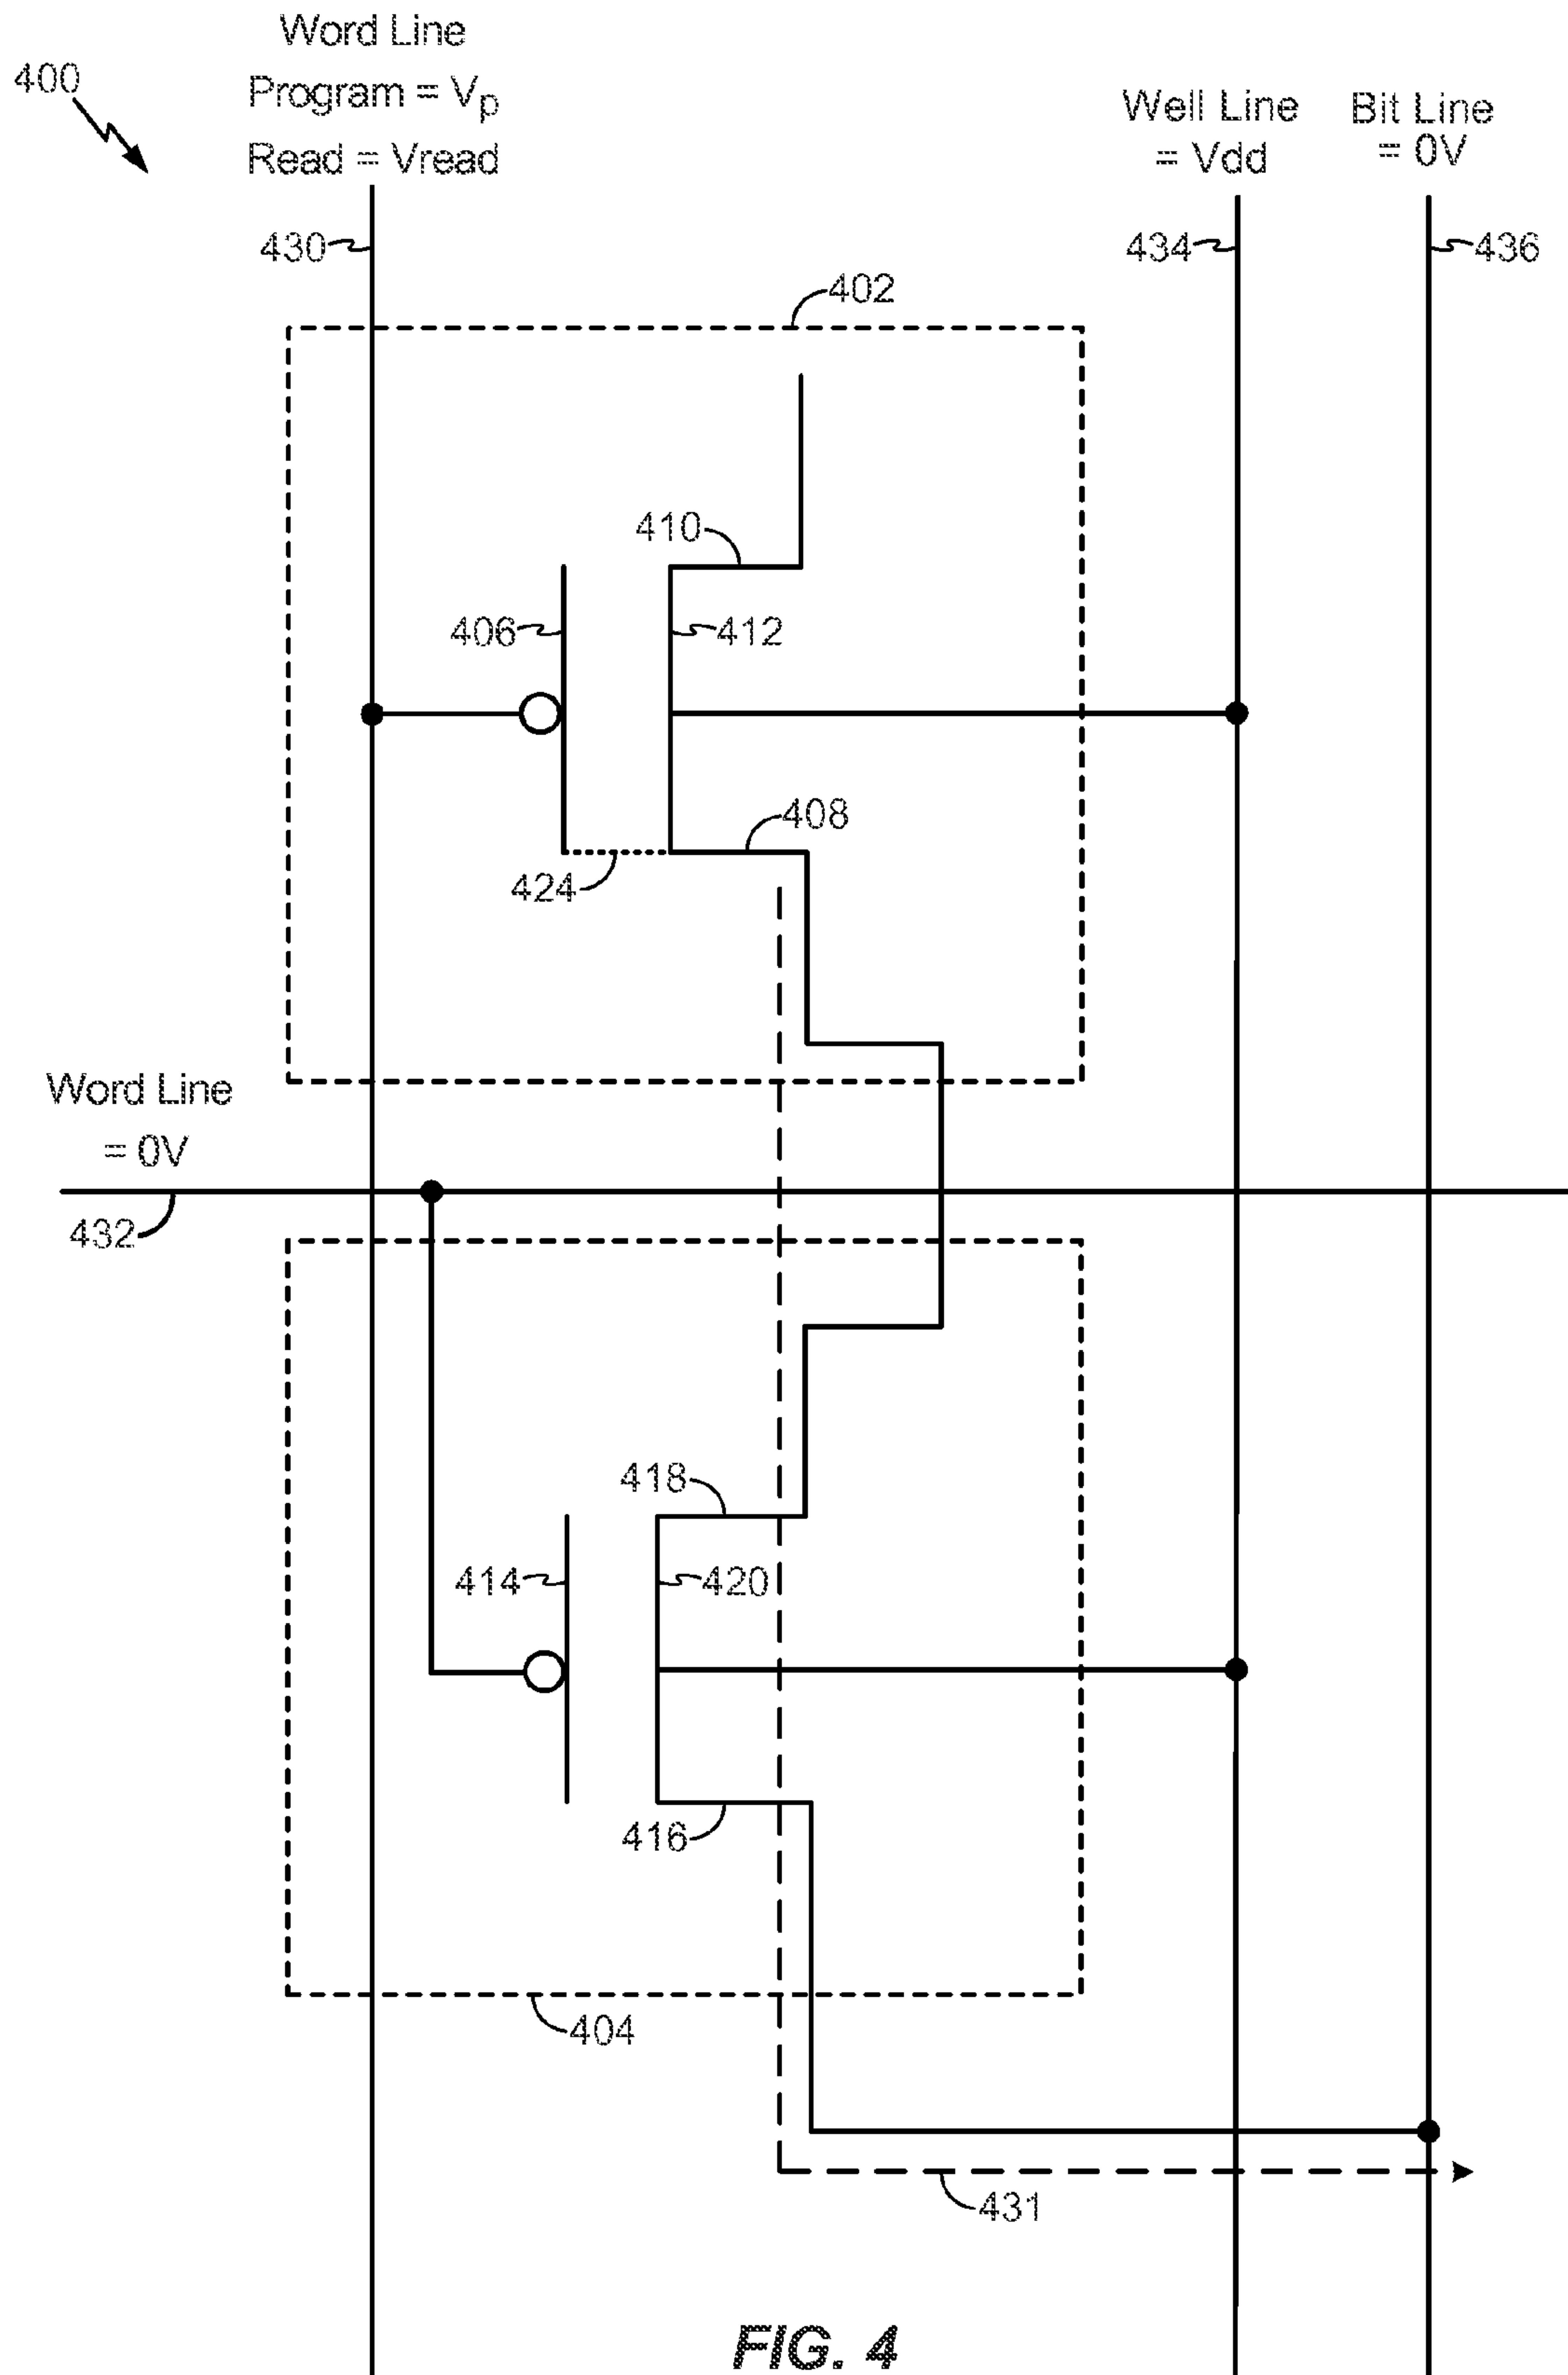 400
Word Line
Program = Vp
Read = Vread
Well Line
= Vdd
Bit Line
= 0V
430
434
436
402
410
406
412
408
424
Word Line
= 0V
432
418
414
420
416
404
431
FIG. 4